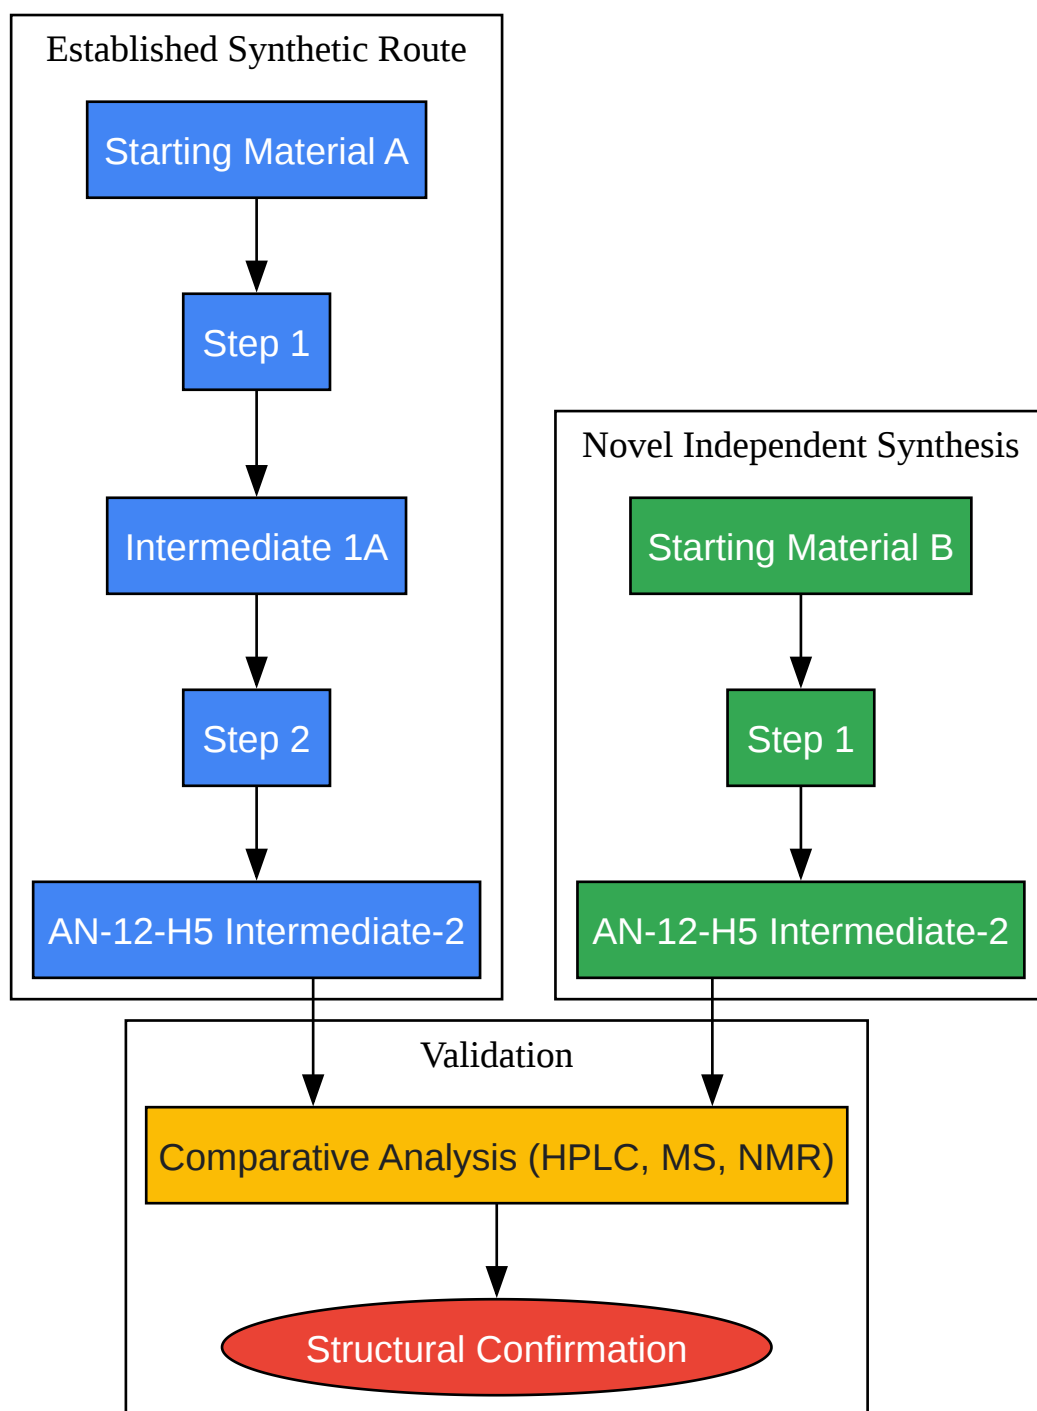 Established Synthetic Route
Starting Material A
Step 1
Intermediate 1A
Step 2
AN-12-H5 Intermediate-2
Novel Independent Synthesis
Starting Material B
Step 1
AN-12-H5 Intermediate-2
Validation
Comparative Analysis (HPLC, MS, NMR)
Structural Confirmation